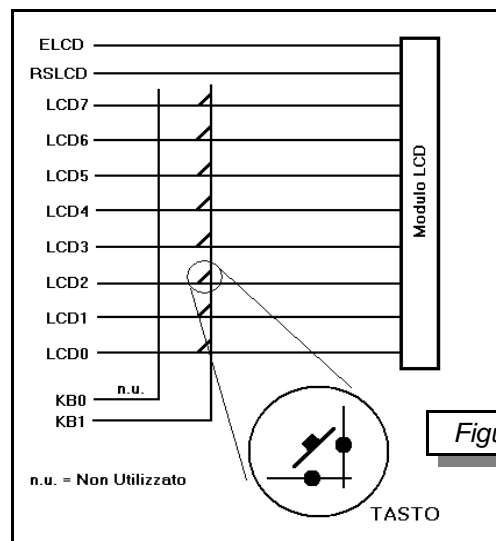 ELCD
RSLCD
LCD7
LCD6
LCD5
LCD4
LCD3
LCD2
LCD1
LCD0
Modulo LCD
n.u.
KB0
KB1
n.u. = Non Utilizzato
TASTO